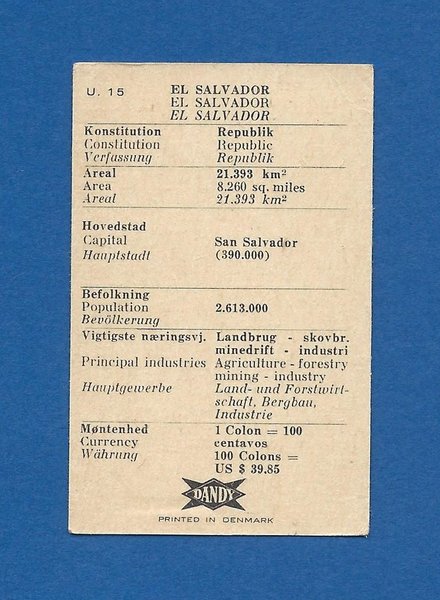 U. 15
EL SALVADOR
EL SALVADOR
EL SALVADOR
Konstitution Republik
Constitution Republic
Verfassung Republik
Areal 21.393 km²
Area 8.260 sq. miles
Areal 21.393 km²
Hovedstad
Capital San Salvador
Hauptstadt (390.000)
Befolkning
Population 2.613.000
Bevölkerung
Vigtigste næringsvj. Landbrug - skovbr.
minedrift - industri
Principal industries Agriculture - forestry
mining - industry
Hauptgewerbe Land- und Forstwirt-
schaft, Bergbau,
Industrie
Møntenhed 1 Colon = 100
Currency centavos
Währung 100 Colons =
US $ 39.85
DANDY
PRINTED IN DENMARK